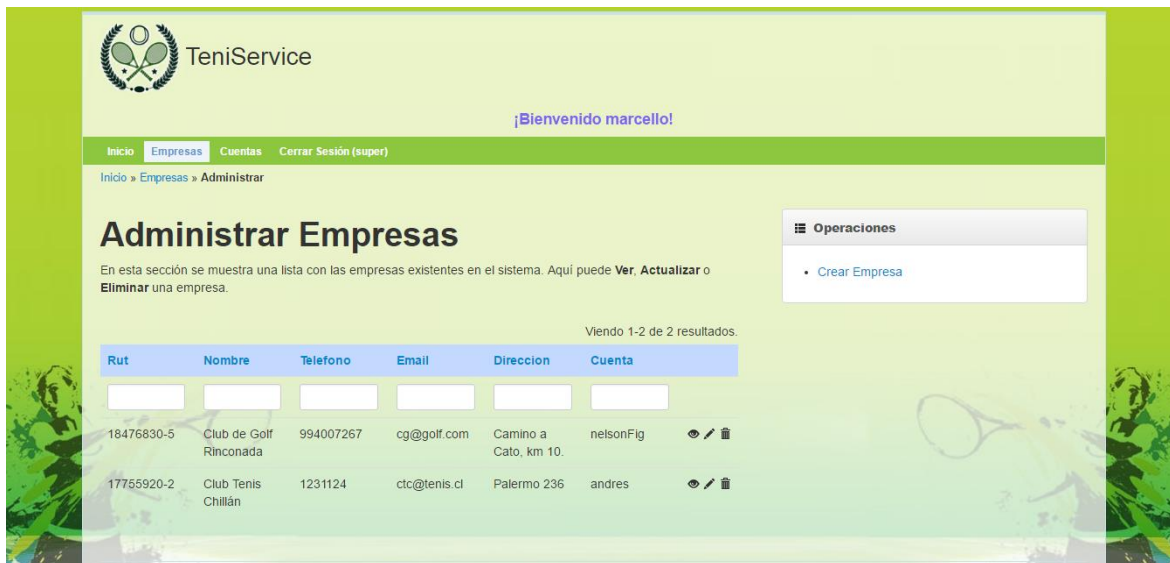 TeniService
¡Bienvenido marcello!
Inicio Empresas Cuentas Cerrar Sesión (super)
Inicio » Empresas » Administrar
Administrar Empresas
En esta sección se muestra una lista con las empresas existentes en el sistema. Aquí puede Ver, Actualizar o
Eliminar una empresa.
Operaciones
• Crear Empresa
Viendo 1-2 de 2 resultados.
Rut Nombre Telefono Email Direccion Cuenta
18476830-5 Club de Golf 994007267 cg@golf.com Camino a nelsonFig
Rinconada Cato, km 10.
17755920-2 Club Tenis 1231124 ctc@tenis.cl Palermo 236 andres
Chillán